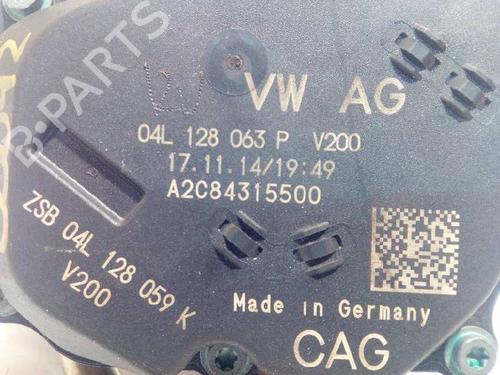 B-PARTS
VW AG
04L 128 063 P V200
17.11.14/19:49
A2C84315500
ZSB 04L 128 059 K
V200
Made in Germany
CAG